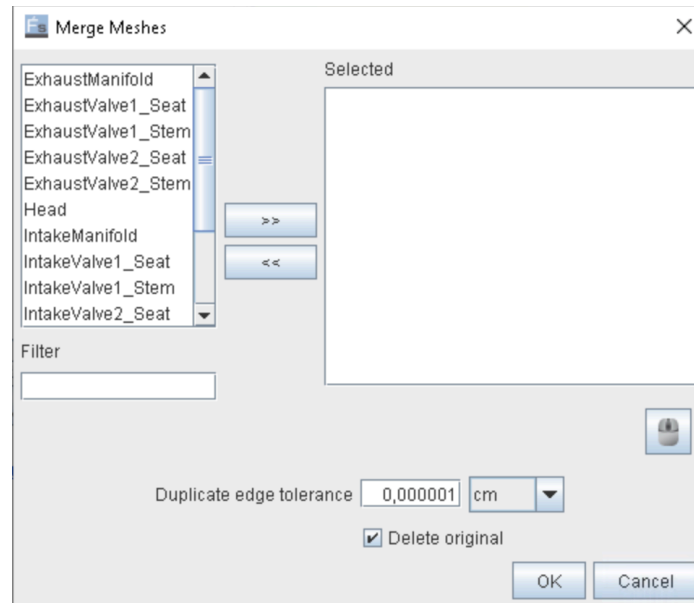 Merge Meshes
Selected
ExhaustManifold
ExhaustValve1_Seat
ExhaustValve1_Stem
ExhaustValve2_Seat
ExhaustValve2_Stem
Head
IntakeManifold
IntakeValve1_Seat
IntakeValve1_Stem
IntakeValve2_Seat
>>
<<
Filter
Duplicate edge tolerance 0,000001 cm
Delete original
OK Cancel